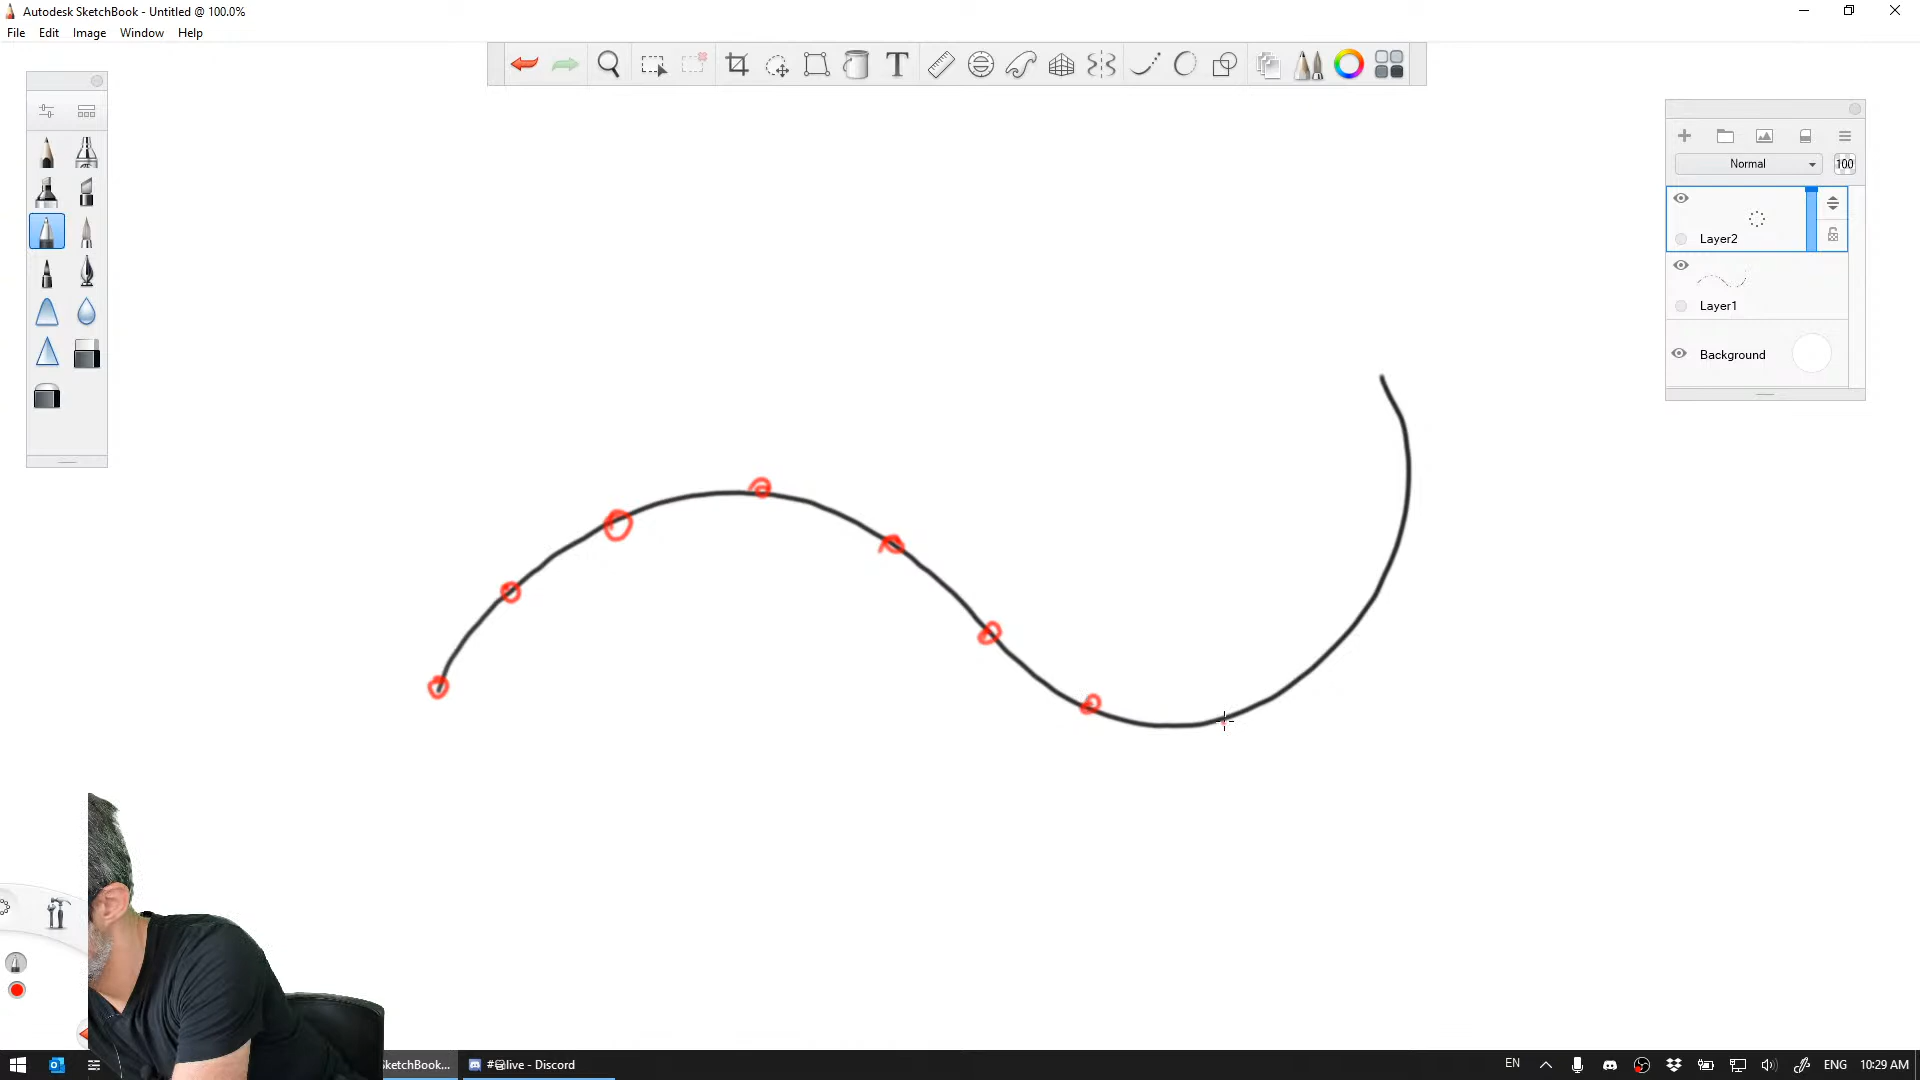 Autodesk SketchBook - Untitled @ 100.0%
File Edit Image Window Help
T
Normal 100
Layer2
Layer1
Background
SketchBook... #live - Discord EN ENG 10:29 AM